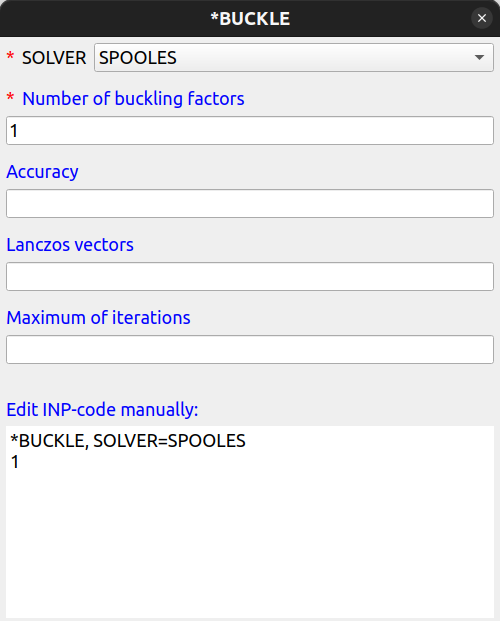 *BUCKLE
* SOLVER SPOOLES
* Number of buckling factors
1
Accuracy
Lanczos vectors
Maximum of iterations
Edit INP-code manually:
*BUCKLE, SOLVER=SPOOLES
1